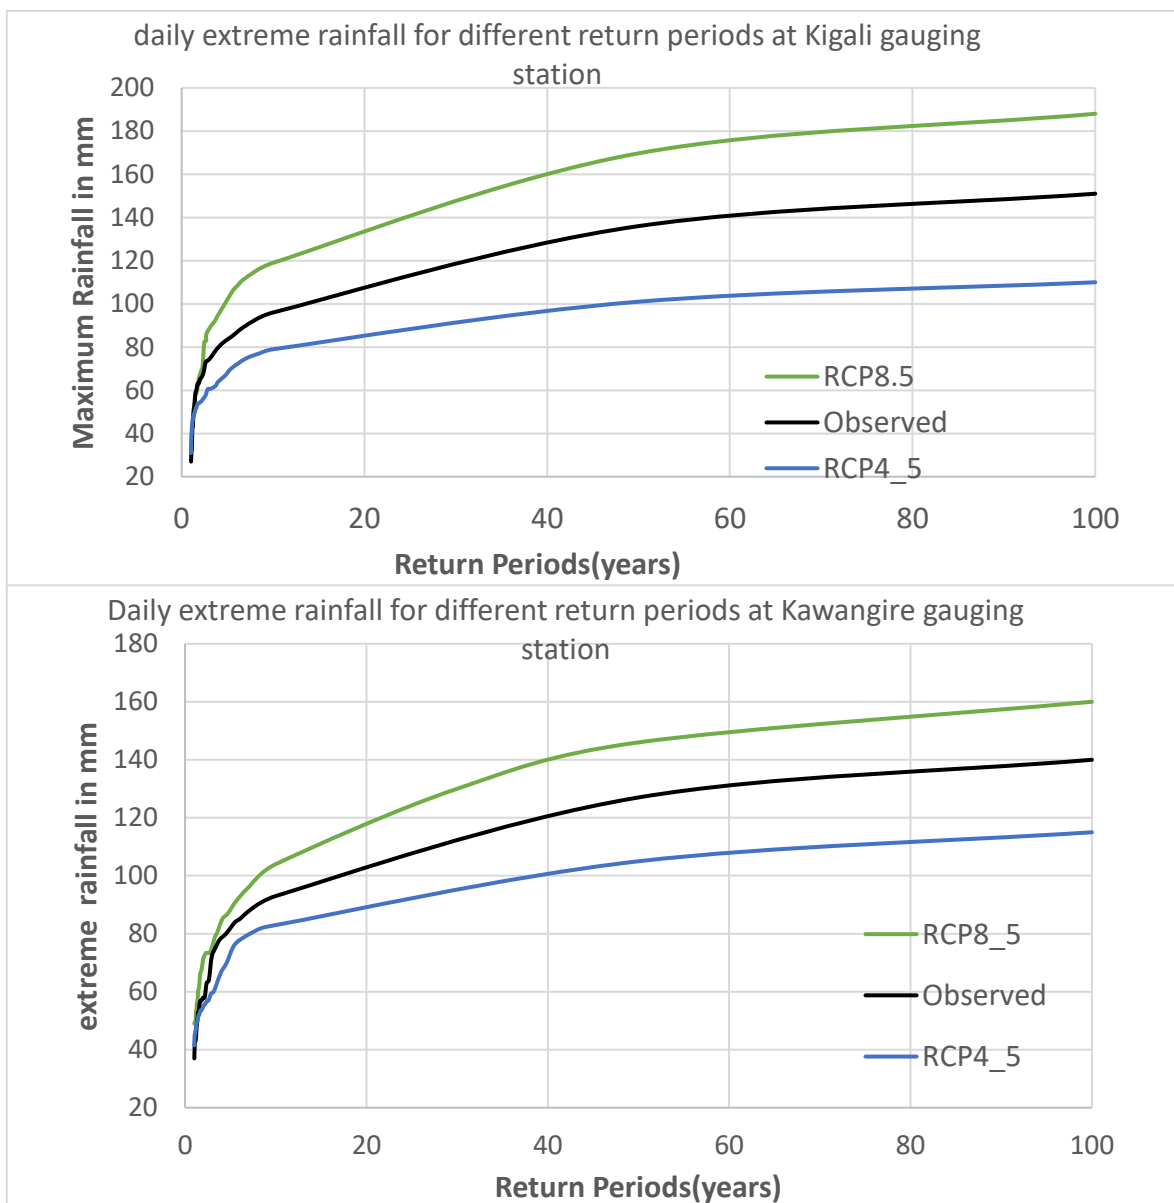 daily extreme rainfall for different return periods at Kigali gauging
station
Maximum Rainfall in mm
200
180
160
140
120
100
80
60
40
20
RCP8.5
Observed
RCP4_5
0 20 40 60 80 100
Return Periods(years)
Daily extreme rainfall for different return periods at Kawangire gauging
station
extreme rainfall in mm
180
160
140
120
100
80
60
40
20
RCP8_5
Observed
RCP4_5
0 20 40 60 80 100
Return Periods(years)